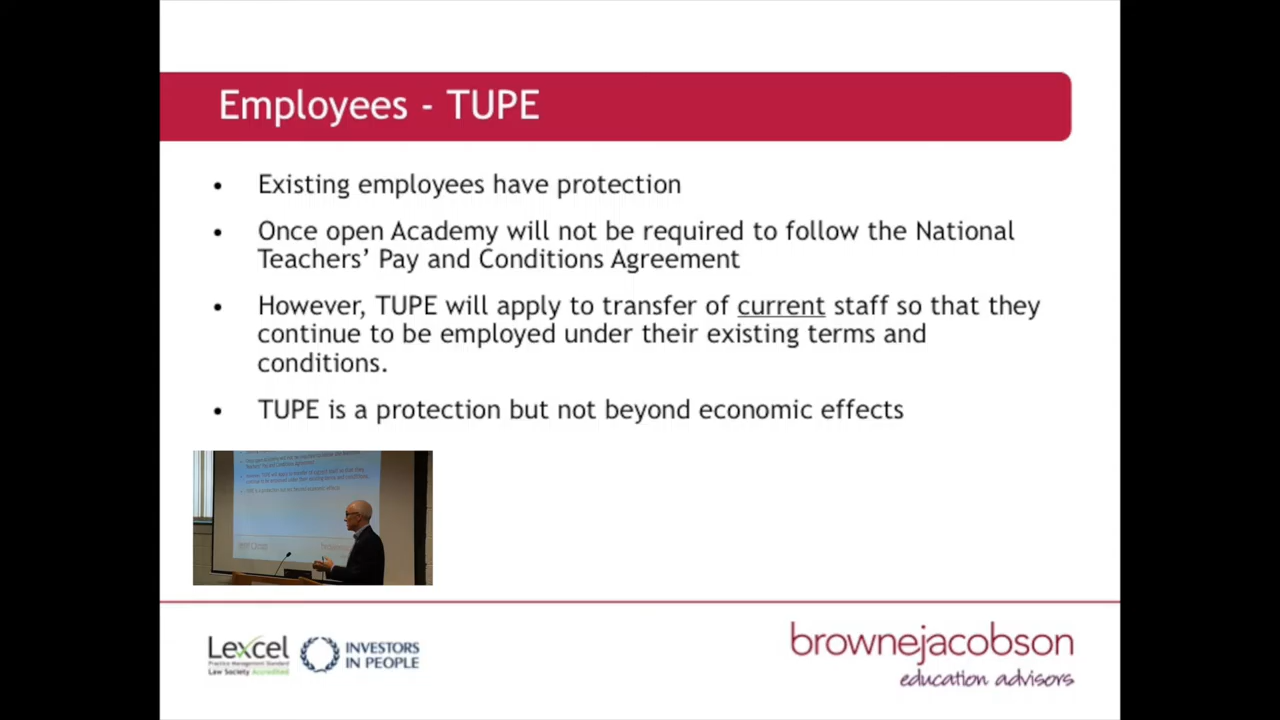 Employees - TUPE
• Existing employees have protection
• Once open Academy will not be required to follow the National
Teachers’ Pay and Conditions Agreement
• However, TUPE will apply to transfer of current staff so that they
continue to be employed under their existing terms and
conditions.
• TUPE is a protection but not beyond economic effects
Lexcel
Practice Management Standard
Law Society Accredited
INVESTORS
IN PEOPLE
brownejacobson
education advisors